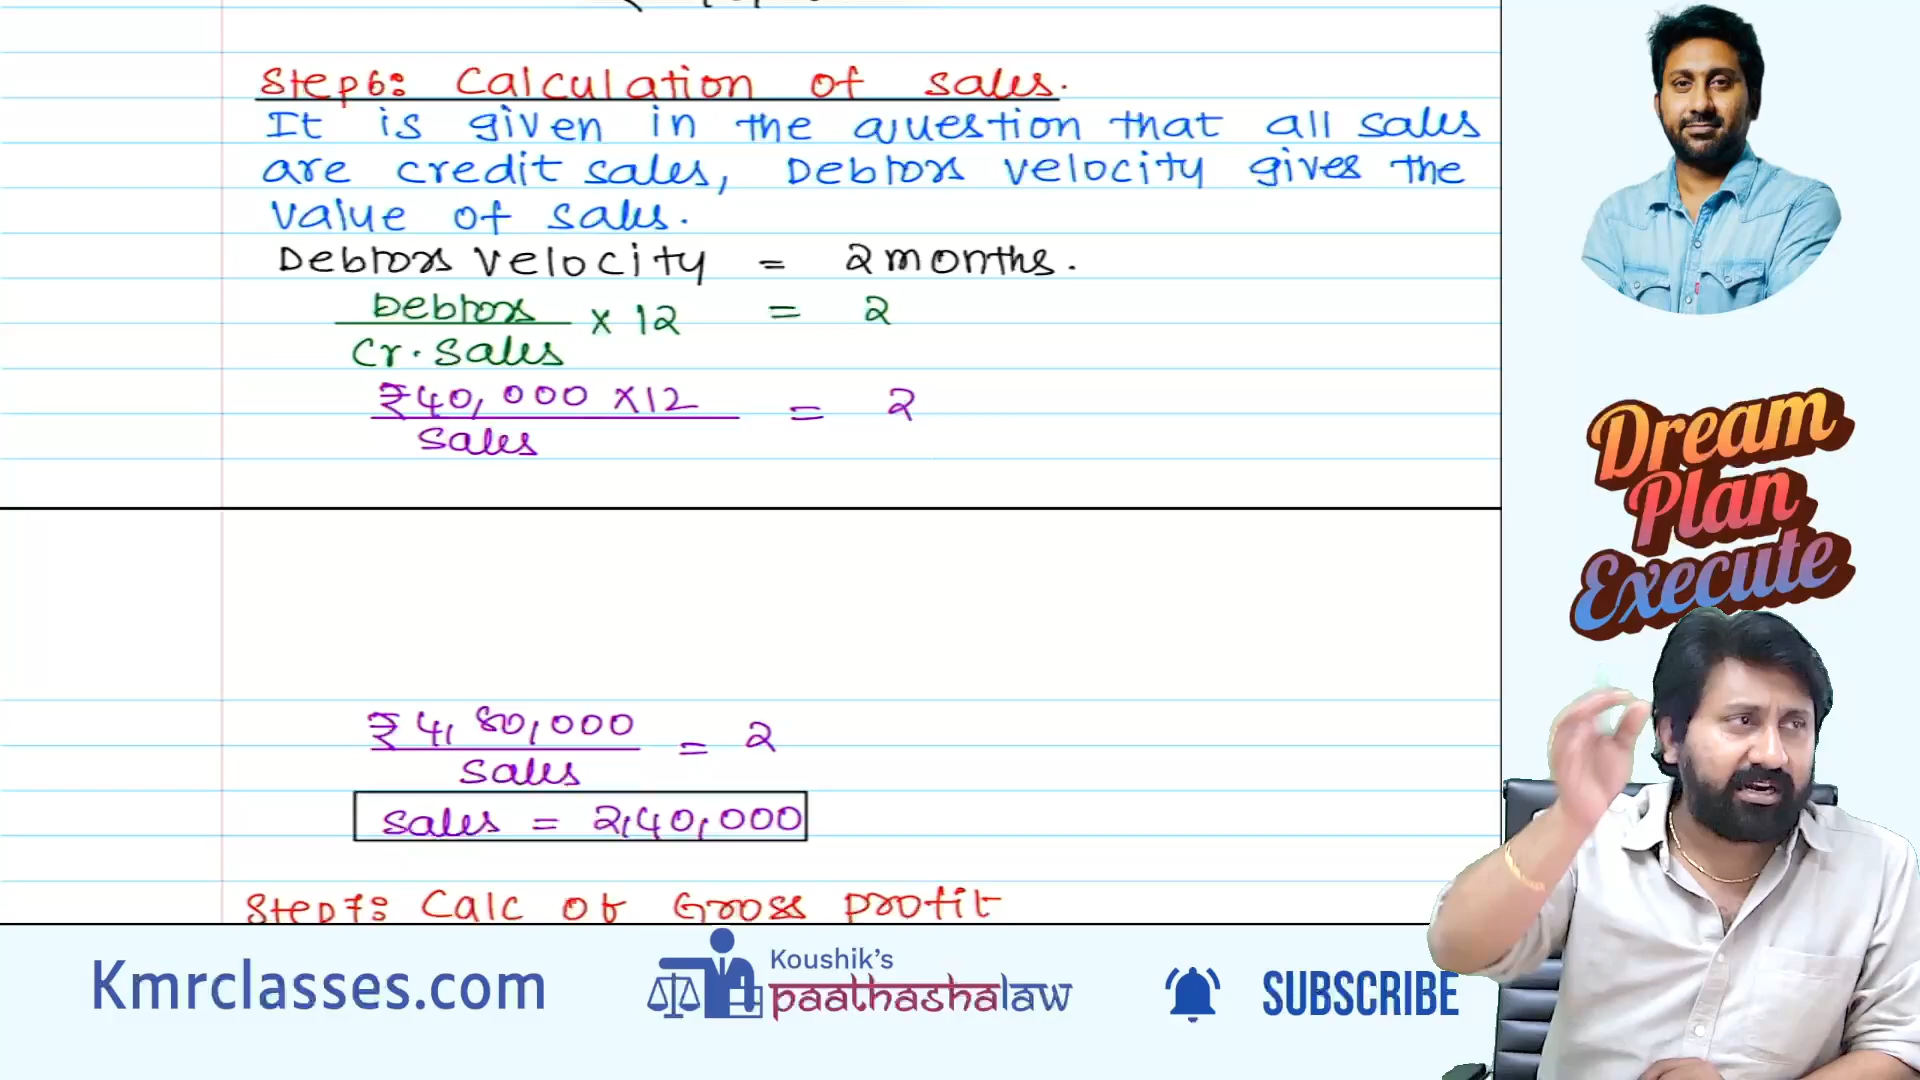 Step6: Calculation of sales.
It is given in the question that all sales
are credit sales, Debtors velocity gives the
value of sales.
Debtors velocity = 2 months.
Debtors
Cr. Sales
× 12 = 2
₹40,000 ×12
Sales
= 2
₹4,80,000
Sales
= 2
Sales = 2,40,000
Step7: Calc of Gross profit
Dream
Plan
Execute
Kmrclasses.com
Koushik's
paathashalaw
SUBSCRIBE